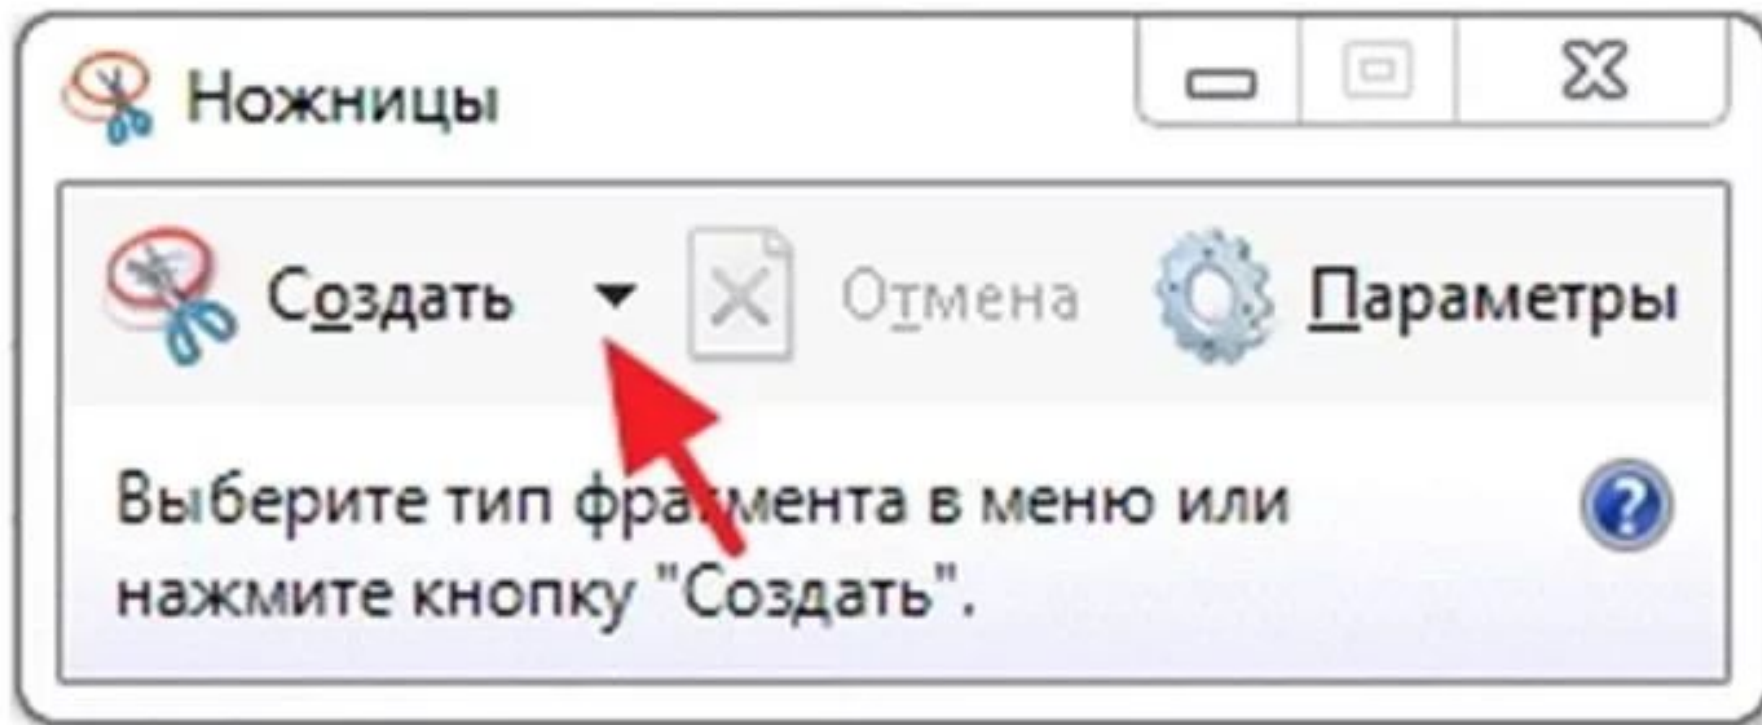 Ножницы
Создать Отмена Параметры
Выберите тип фрагмента в меню или
нажмите кнопку "Создать".